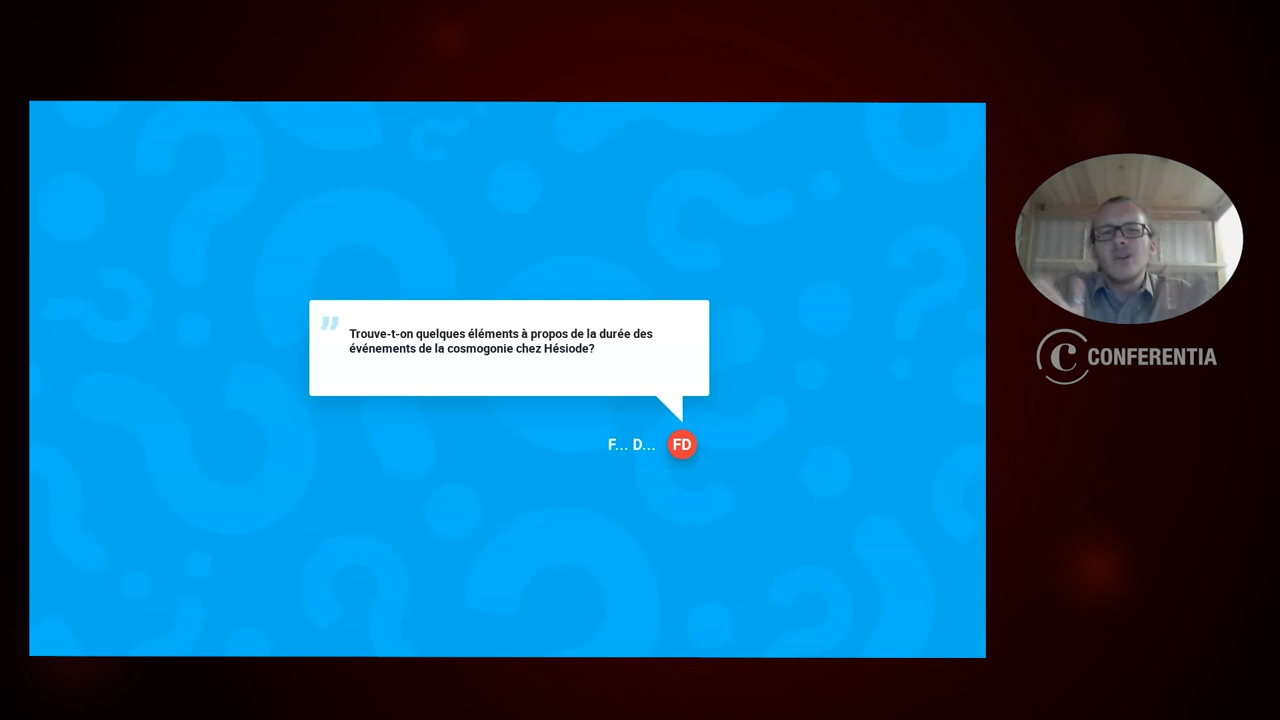 ” Trouve-t-on quelques éléments à propos de la durée des
événements de la cosmogonie chez Hésiode?
F... D... FD
C CONFERENTIA